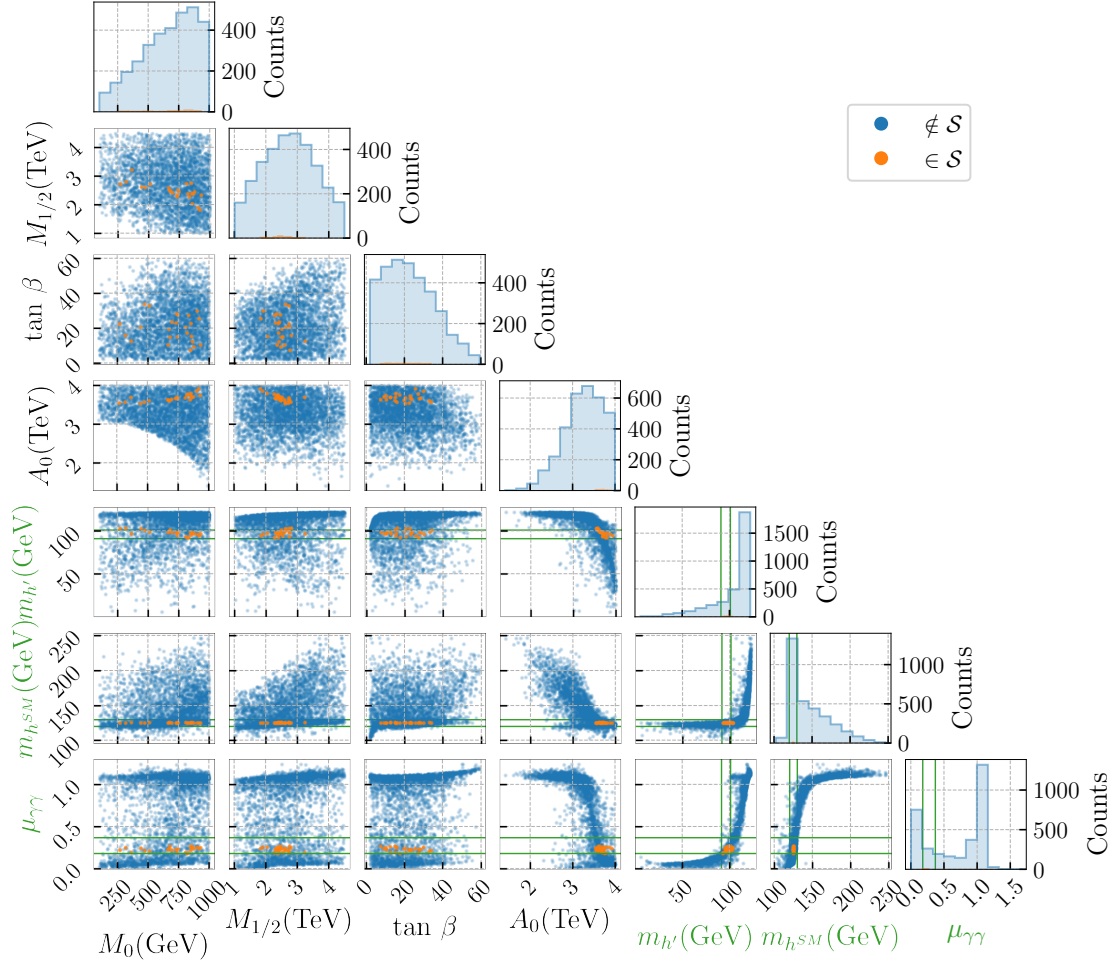 400
200
0
Counts
∉ S
∈ S
M_{1/2}(TeV)
4
3
2
1
400
200
0
Counts
tan β
60
40
20
0
400
200
0
Counts
A_0(TeV)
4
3
2
600
400
200
0
Counts
m_{h'}(GeV)
100
50
1500
1000
500
0
Counts
m_{h^{SM}}(GeV)
250
200
150
100
1000
500
0
Counts
μ_{γγ}
1.0
0.5
0.0
1000
500
0
Counts
250 500 750 1000
1 2 3 4
0 20 40 60
2 3 4
50 100
100 150 200 250
0.0 0.5 1.0 1.5
M_0(GeV)
M_{1/2}(TeV)
tan β
A_0(TeV)
m_{h'}(GeV)
m_{h^{SM}}(GeV)
μ_{γγ}